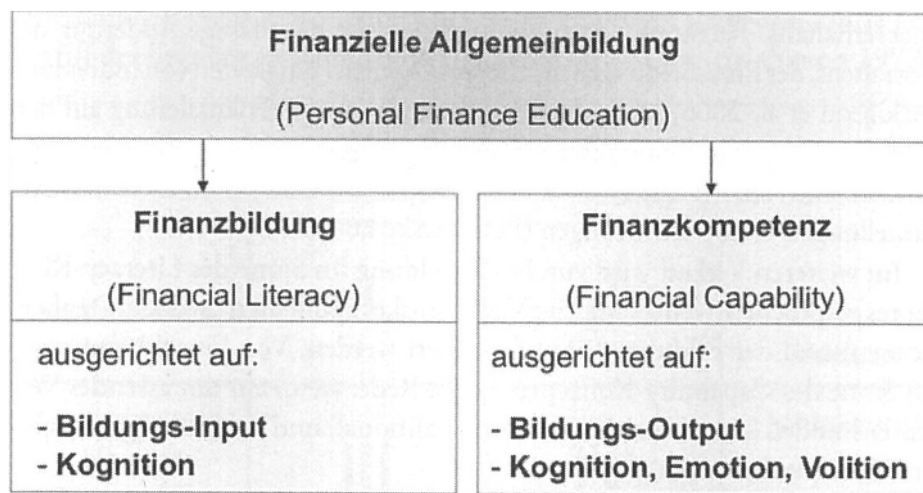 Finanzielle Allgemeinbildung
(Personal Finance Education)
Finanzbildung
(Financial Literacy)
ausgerichtet auf:
- Bildungs-Input
- Kognition
Finanzkompetenz
(Financial Capability)
ausgerichtet auf:
- Bildungs-Output
- Kognition, Emotion, Volition